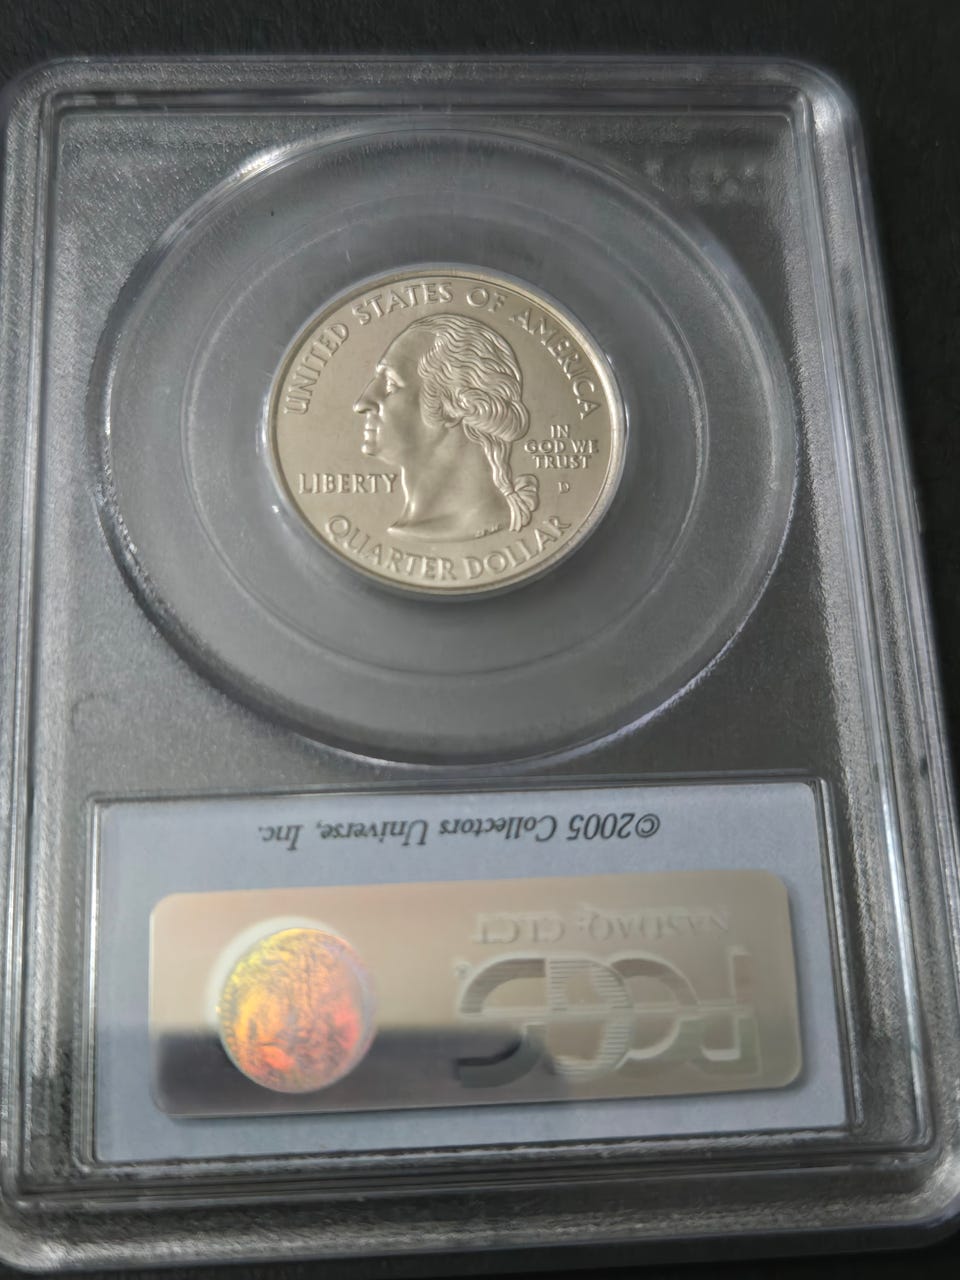 UNITED STATES OF AMERICA
IN
GOD WE
TRUST
LIBERTY
D
QUARTER DOLLAR
©2005 Collectors Universe, Inc.
NASDAQ: CLCT
PCGS